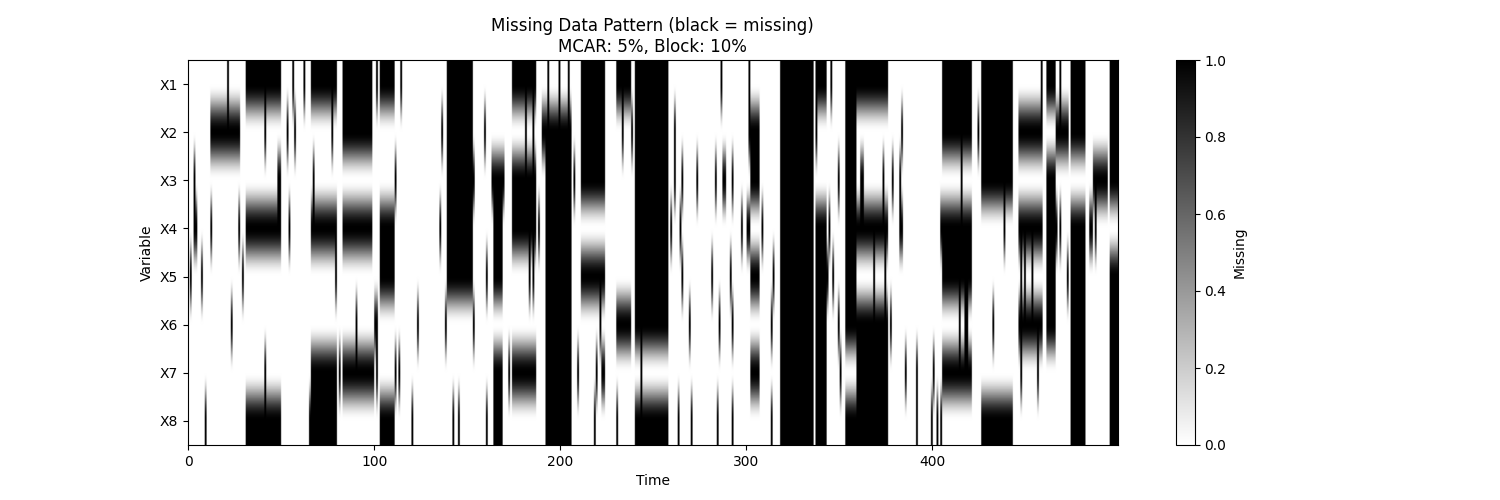 Missing Data Pattern (black = missing)
MCAR: 5%, Block: 10%
Variable
X1
X2
X3
X4
X5
X6
X7
X8
0
100
200
300
400
Time
1.0
0.8
0.6
0.4
0.2
0.0
Missing